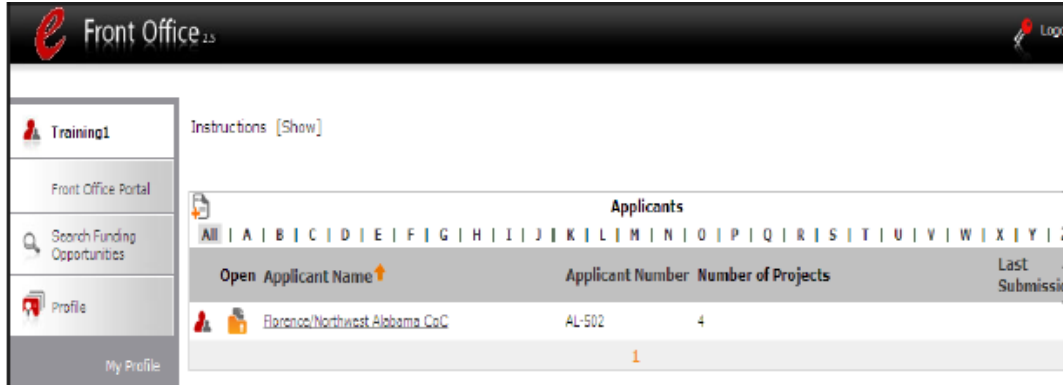 e Front Office 2.5
Logo
Training1
Instructions [Show]
Front Office Portal
Search Funding
Opportunities
Profile
My Profile
Applicants
All | A | B | C | D | E | F | G | H | I | J | K | L | M | N | O | P | Q | R | S | T | U | V | W | X | Y | Z
Open Applicant Name Applicant Number Number of Projects Last
Submissio
Florence/Northwest Alabama CoC AL-502 4
1